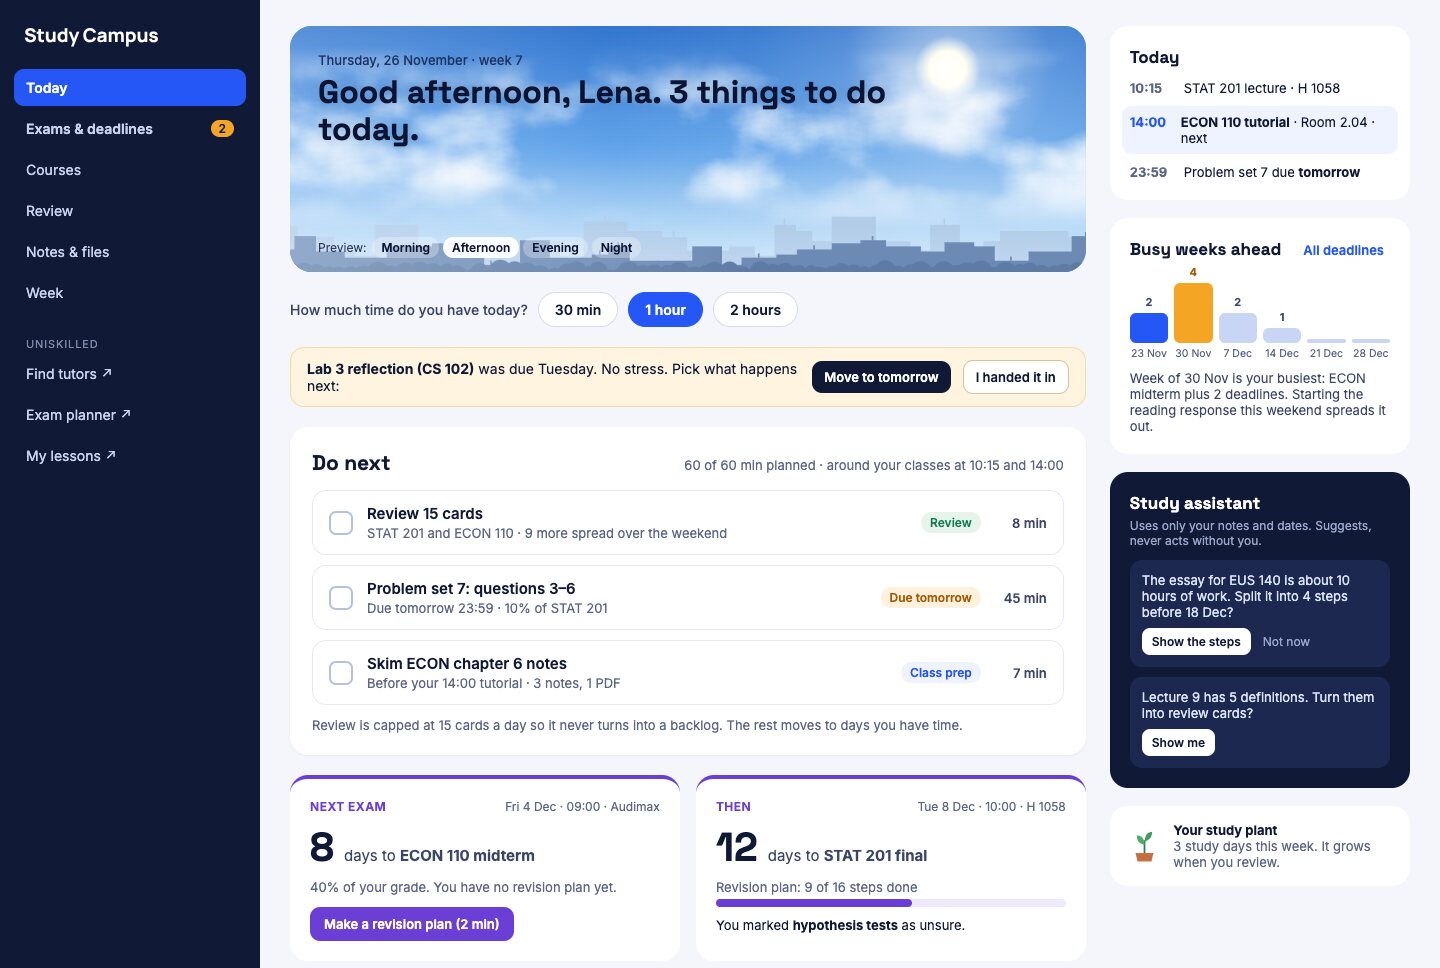 Study Campus
Today
Exams & deadlines 2
Courses
Review
Notes & files
Week
UNISKILLED
Find tutors ↗
Exam planner ↗
My lessons ↗
Thursday, 26 November · week 7
Good afternoon, Lena. 3 things to do
today.
Preview: Morning Afternoon Evening Night
How much time do you have today? 30 min 1 hour 2 hours
Lab 3 reflection (CS 102) was due Tuesday. No stress. Pick what happens
next:
Move to tomorrow I handed it in
Do next
60 of 60 min planned · around your classes at 10:15 and 14:00
Review 15 cards
STAT 201 and ECON 110 · 9 more spread over the weekend
Review 8 min
Problem set 7: questions 3–6
Due tomorrow 23:59 · 10% of STAT 201
Due tomorrow 45 min
Skim ECON chapter 6 notes
Before your 14:00 tutorial · 3 notes, 1 PDF
Class prep 7 min
Review is capped at 15 cards a day so it never turns into a backlog. The rest moves to days you have time.
NEXT EXAM Fri 4 Dec · 09:00 · Audimax
8 days to ECON 110 midterm
40% of your grade. You have no revision plan yet.
Make a revision plan (2 min)
THEN Tue 8 Dec · 10:00 · H 1058
12 days to STAT 201 final
Revision plan: 9 of 16 steps done
You marked hypothesis tests as unsure.
Today
10:15 STAT 201 lecture · H 1058
14:00 ECON 110 tutorial · Room 2.04 ·
next
23:59 Problem set 7 due tomorrow
Busy weeks ahead All deadlines
2 4 2 1
23 Nov 30 Nov 7 Dec 14 Dec 21 Dec 28 Dec
Week of 30 Nov is your busiest: ECON
midterm plus 2 deadlines. Starting the
reading response this weekend spreads it
out.
Study assistant
Uses only your notes and dates. Suggests,
never acts without you.
The essay for EUS 140 is about 10
hours of work. Split it into 4 steps
before 18 Dec?
Show the steps Not now
Lecture 9 has 5 definitions. Turn them
into review cards?
Show me
Your study plant
3 study days this week. It grows
when you review.